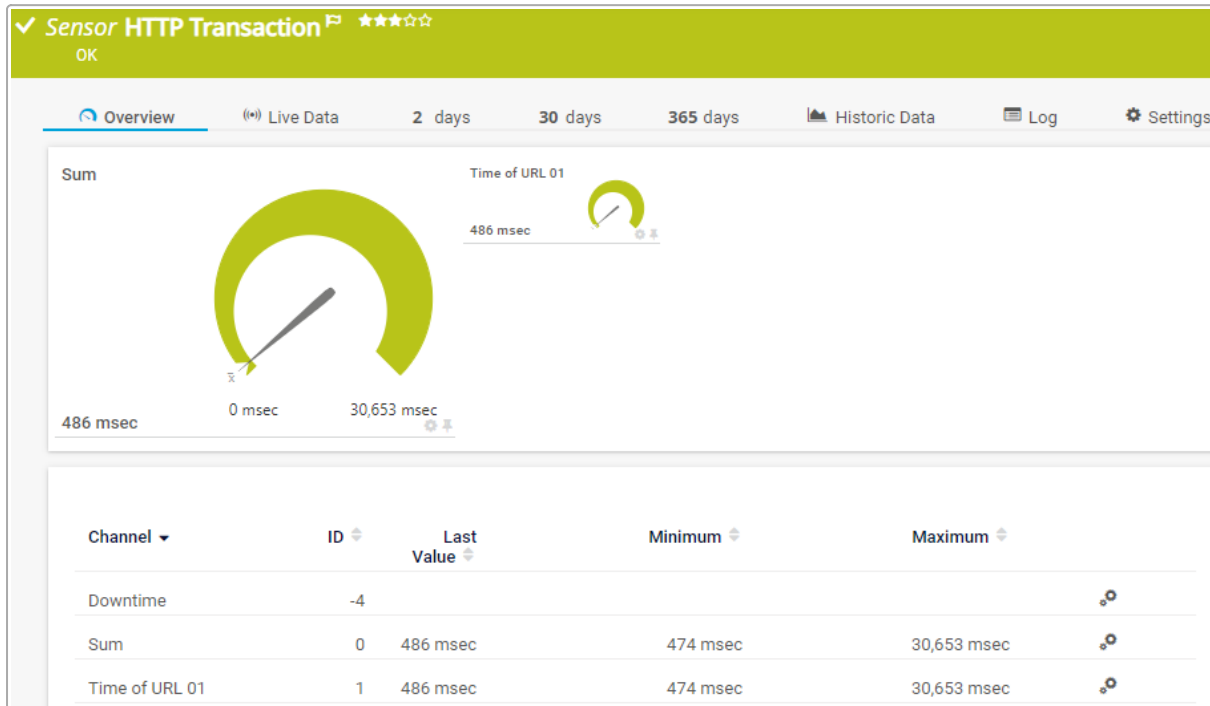 Sensor HTTP Transaction
OK
Overview Live Data 2 days 30 days 365 days Historic Data Log Settings
Sum
Time of URL 01
486 msec
x̄
0 msec 30,653 msec
486 msec
Channel ID Last Value Minimum Maximum
Downtime -4
Sum 0 486 msec 474 msec 30,653 msec
Time of URL 01 1 486 msec 474 msec 30,653 msec